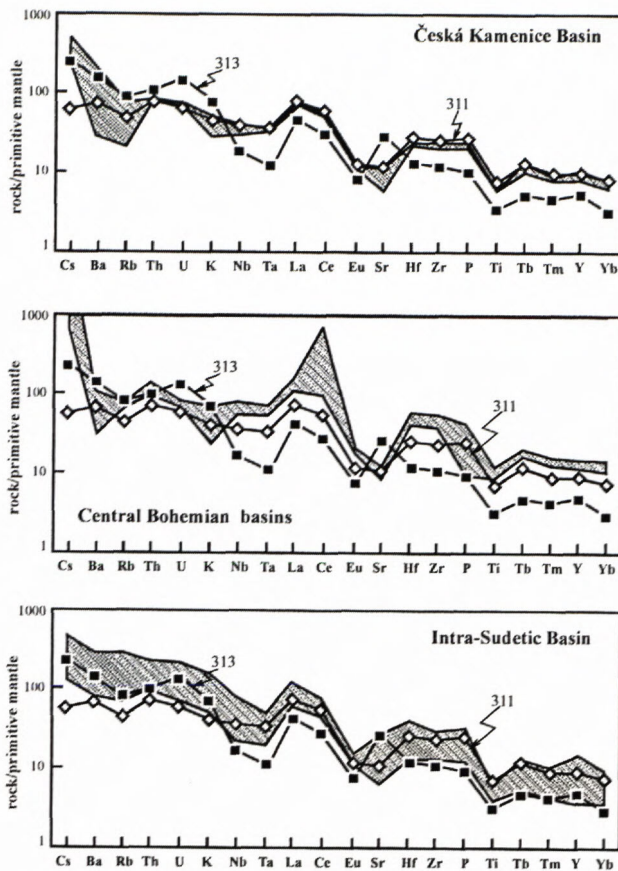 1000
Česká Kamenice Basin
313
100
311
rock/primitive mantle
10
1
Cs Ba Rb Th U K Nb Ta La Ce Eu Sr Hf Zr P Ti Tb Tm Y Yb
1000
313
100
311
rock/primitive mantle
10
Central Bohemian basins
1
Cs Ba Rb Th U K Nb Ta La Ce Eu Sr Hf Zr P Ti Tb Tm Y Yb
1000
Intra-Sudetic Basin
313
100
311
rock/primitive mantle
10
1
Cs Ba Rb Th U K Nb Ta La Ce Eu Sr Hf Zr P Ti Tb Tm Y Yb